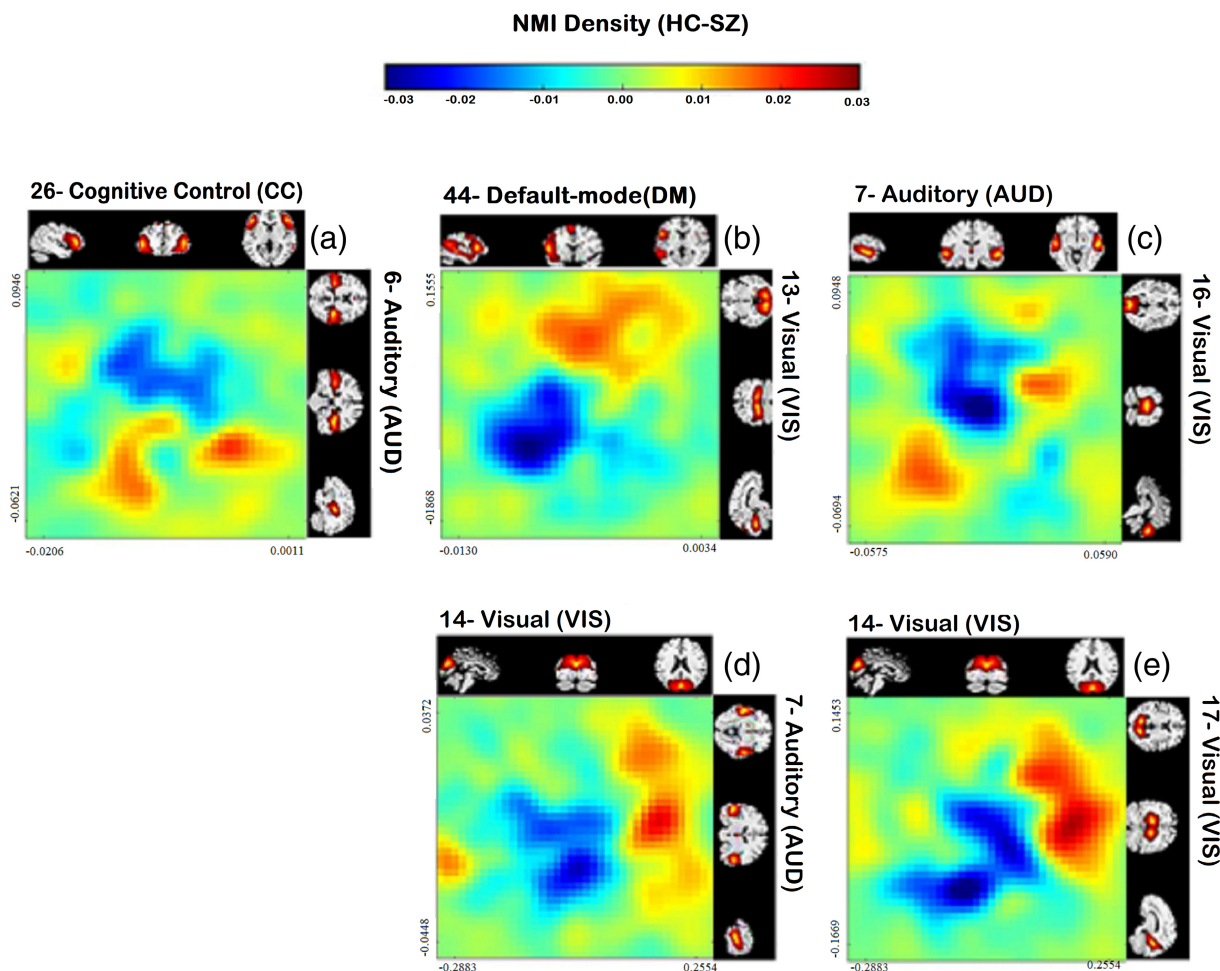 NMI Density (HC-SZ)
-0.03 -0.02 -0.01 0.00 0.01 0.02 0.03
26- Cognitive Control (CC)
(a)
6- Auditory (AUD)
0.0946
-0.0621
-0.0206 0.0011
44- Default-mode(DM)
(b)
13- Visual (VIS)
0.1555
-01868
-0.0130 0.0034
7- Auditory (AUD)
(c)
16- Visual (VIS)
0.0948
-0.0694
-0.0575 0.0590
14- Visual (VIS)
(d)
7- Auditory (AUD)
0.0372
-0.0448
-0.2883 0.2554
14- Visual (VIS)
(e)
17- Visual (VIS)
0.1453
-0.1669
-0.2883 0.2554